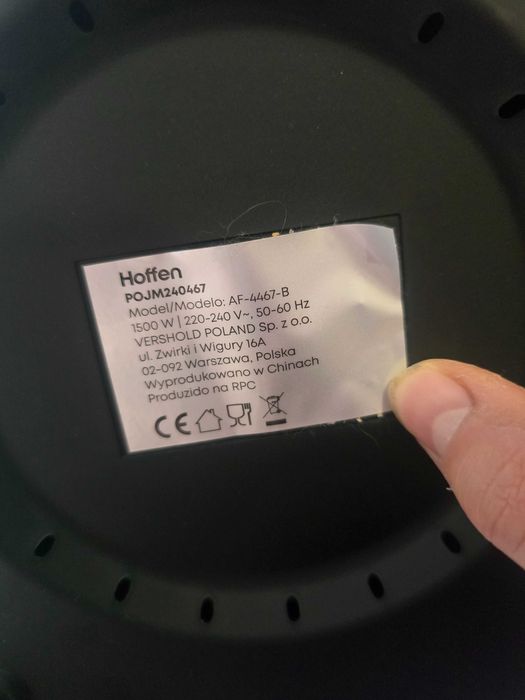 Hoffen
POJM240467
Model/Modelo: AF-4467-B
1500 W | 220-240 V~, 50-60 Hz
VERSHOLD POLAND Sp. z o.o.
ul. Zwirki i Wigury 16A
02-092 Warszawa, Polska
Wyprodukowano w Chinach
Produzido na RPC
CE